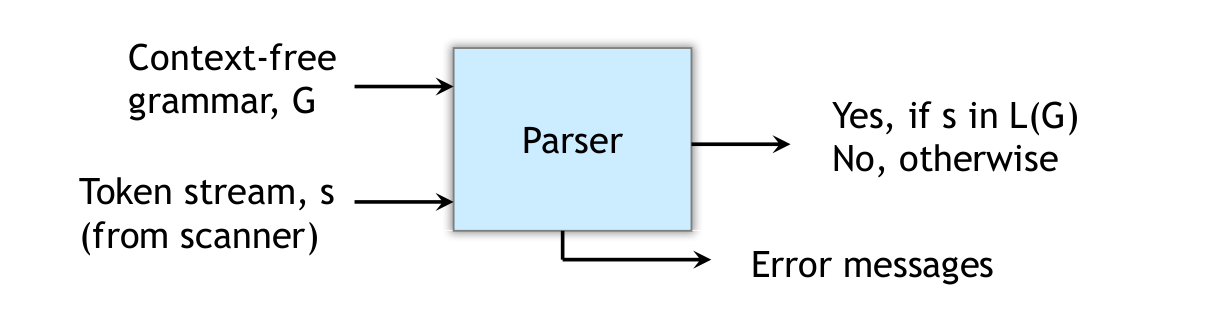 Context-free
grammar, G
Token stream, s
(from scanner)
Parser
Yes, if s in L(G)
No, otherwise
Error messages